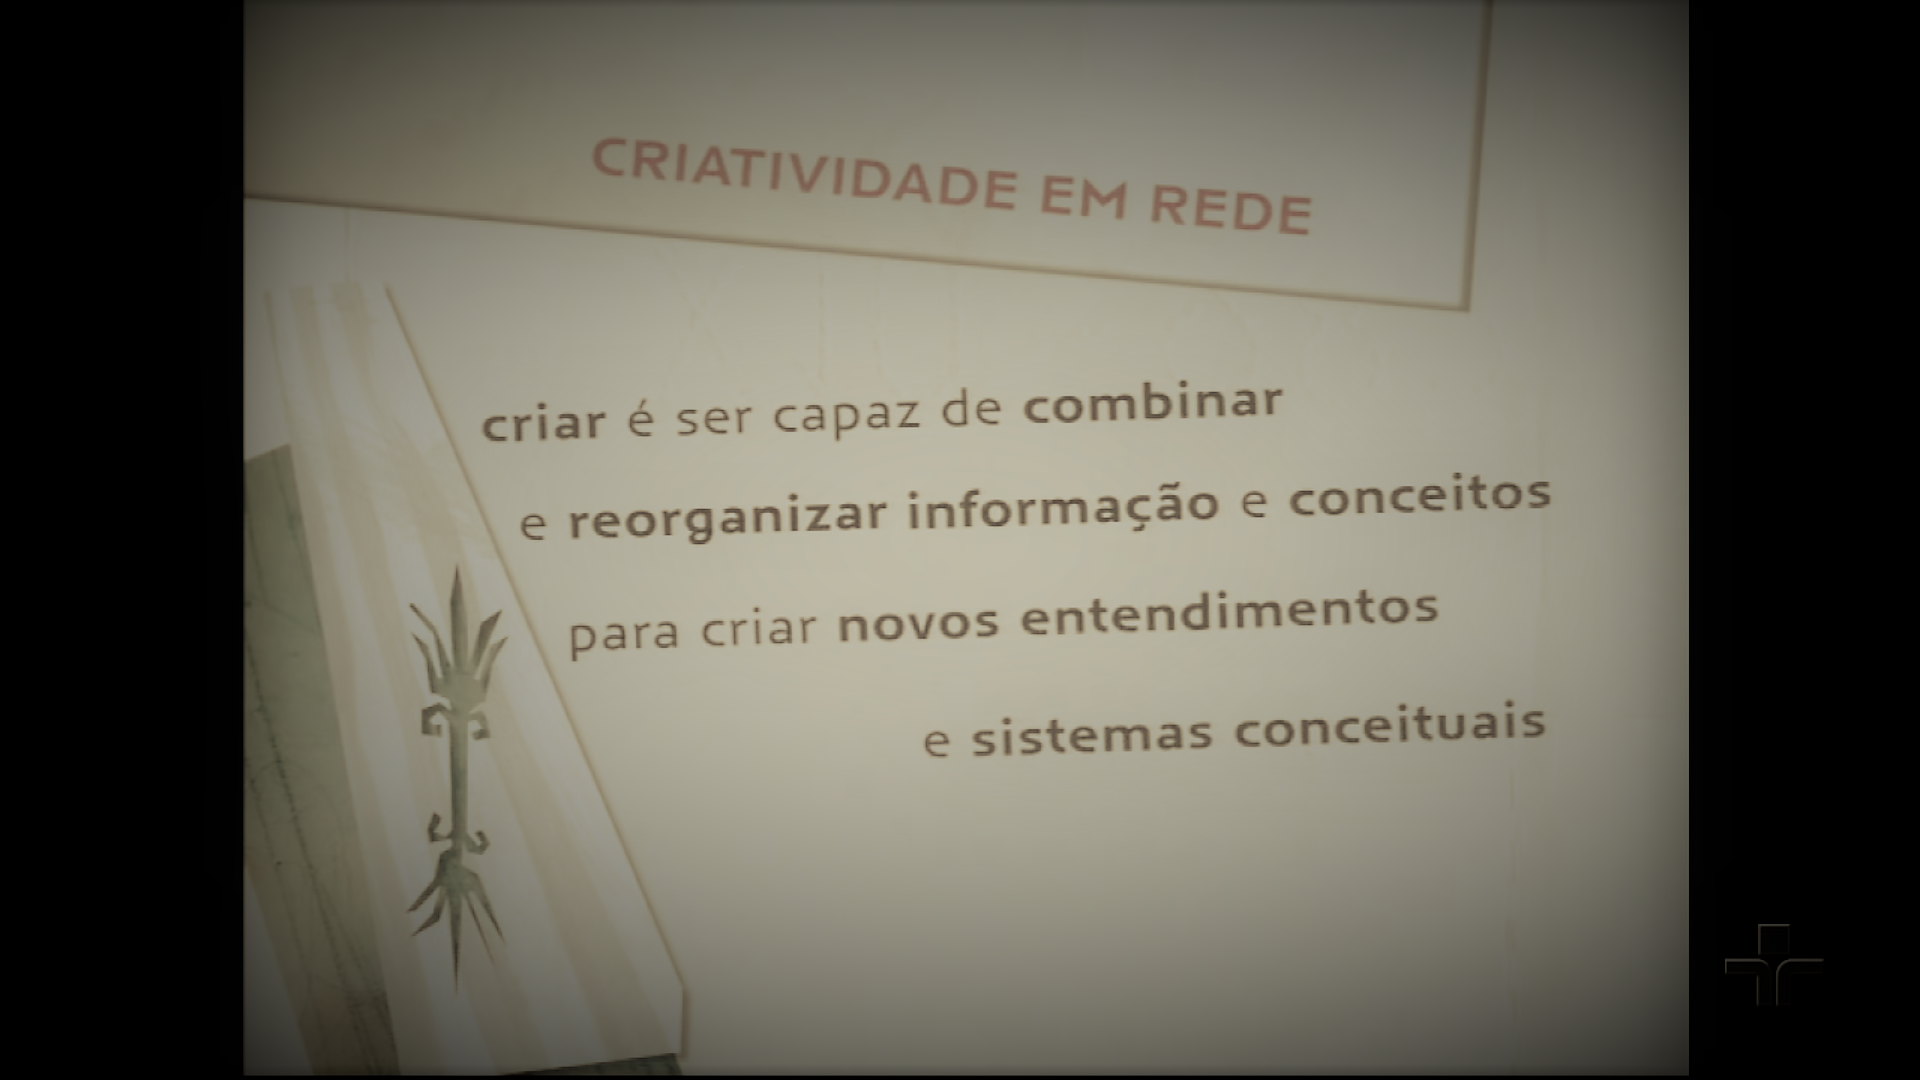 CRIATIVIDADE EM REDE
criar é ser capaz de combinar
e reorganizar informação e conceitos
para criar novos entendimentos
e sistemas conceituais